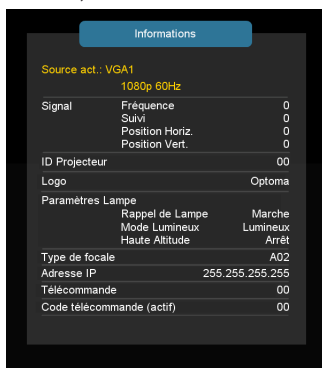 Informations
Source act.: VGA1
1080p 60Hz
Signal Fréquence 0
Suivi 0
Position Horiz. 0
Position Vert. 0
ID Projecteur 00
Logo Optoma
Paramètres Lampe
Rappel de Lampe Marche
Mode Lumineux Lumineux
Haute Altitude Arrêt
Type de focale A02
Adresse IP 255.255.255.255
Télécommande 00
Code télécommande (actif) 00